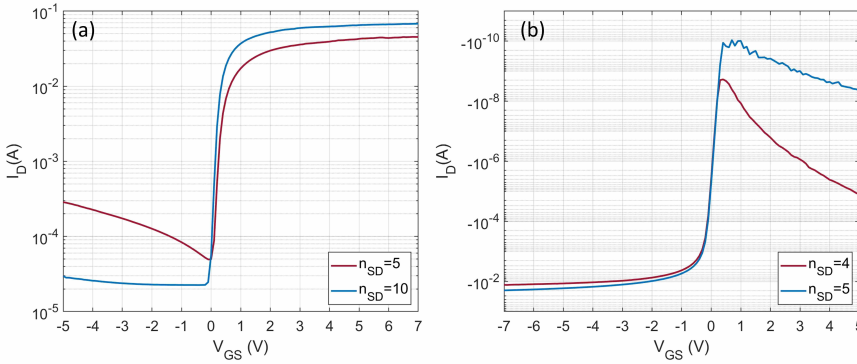 (a)
I_D(A)
10^-1
10^-2
10^-3
10^-4
10^-5
-5 -4 -3 -2 -1 0 1 2 3 4 5 6 7
V_GS (V)
n_SD=5
n_SD=10
(b)
I_D(A)
-10^-10
-10^-8
-10^-6
-10^-4
-10^-2
-7 -6 -5 -4 -3 -2 -1 0 1 2 3 4 5
V_GS (V)
n_SD=4
n_SD=5